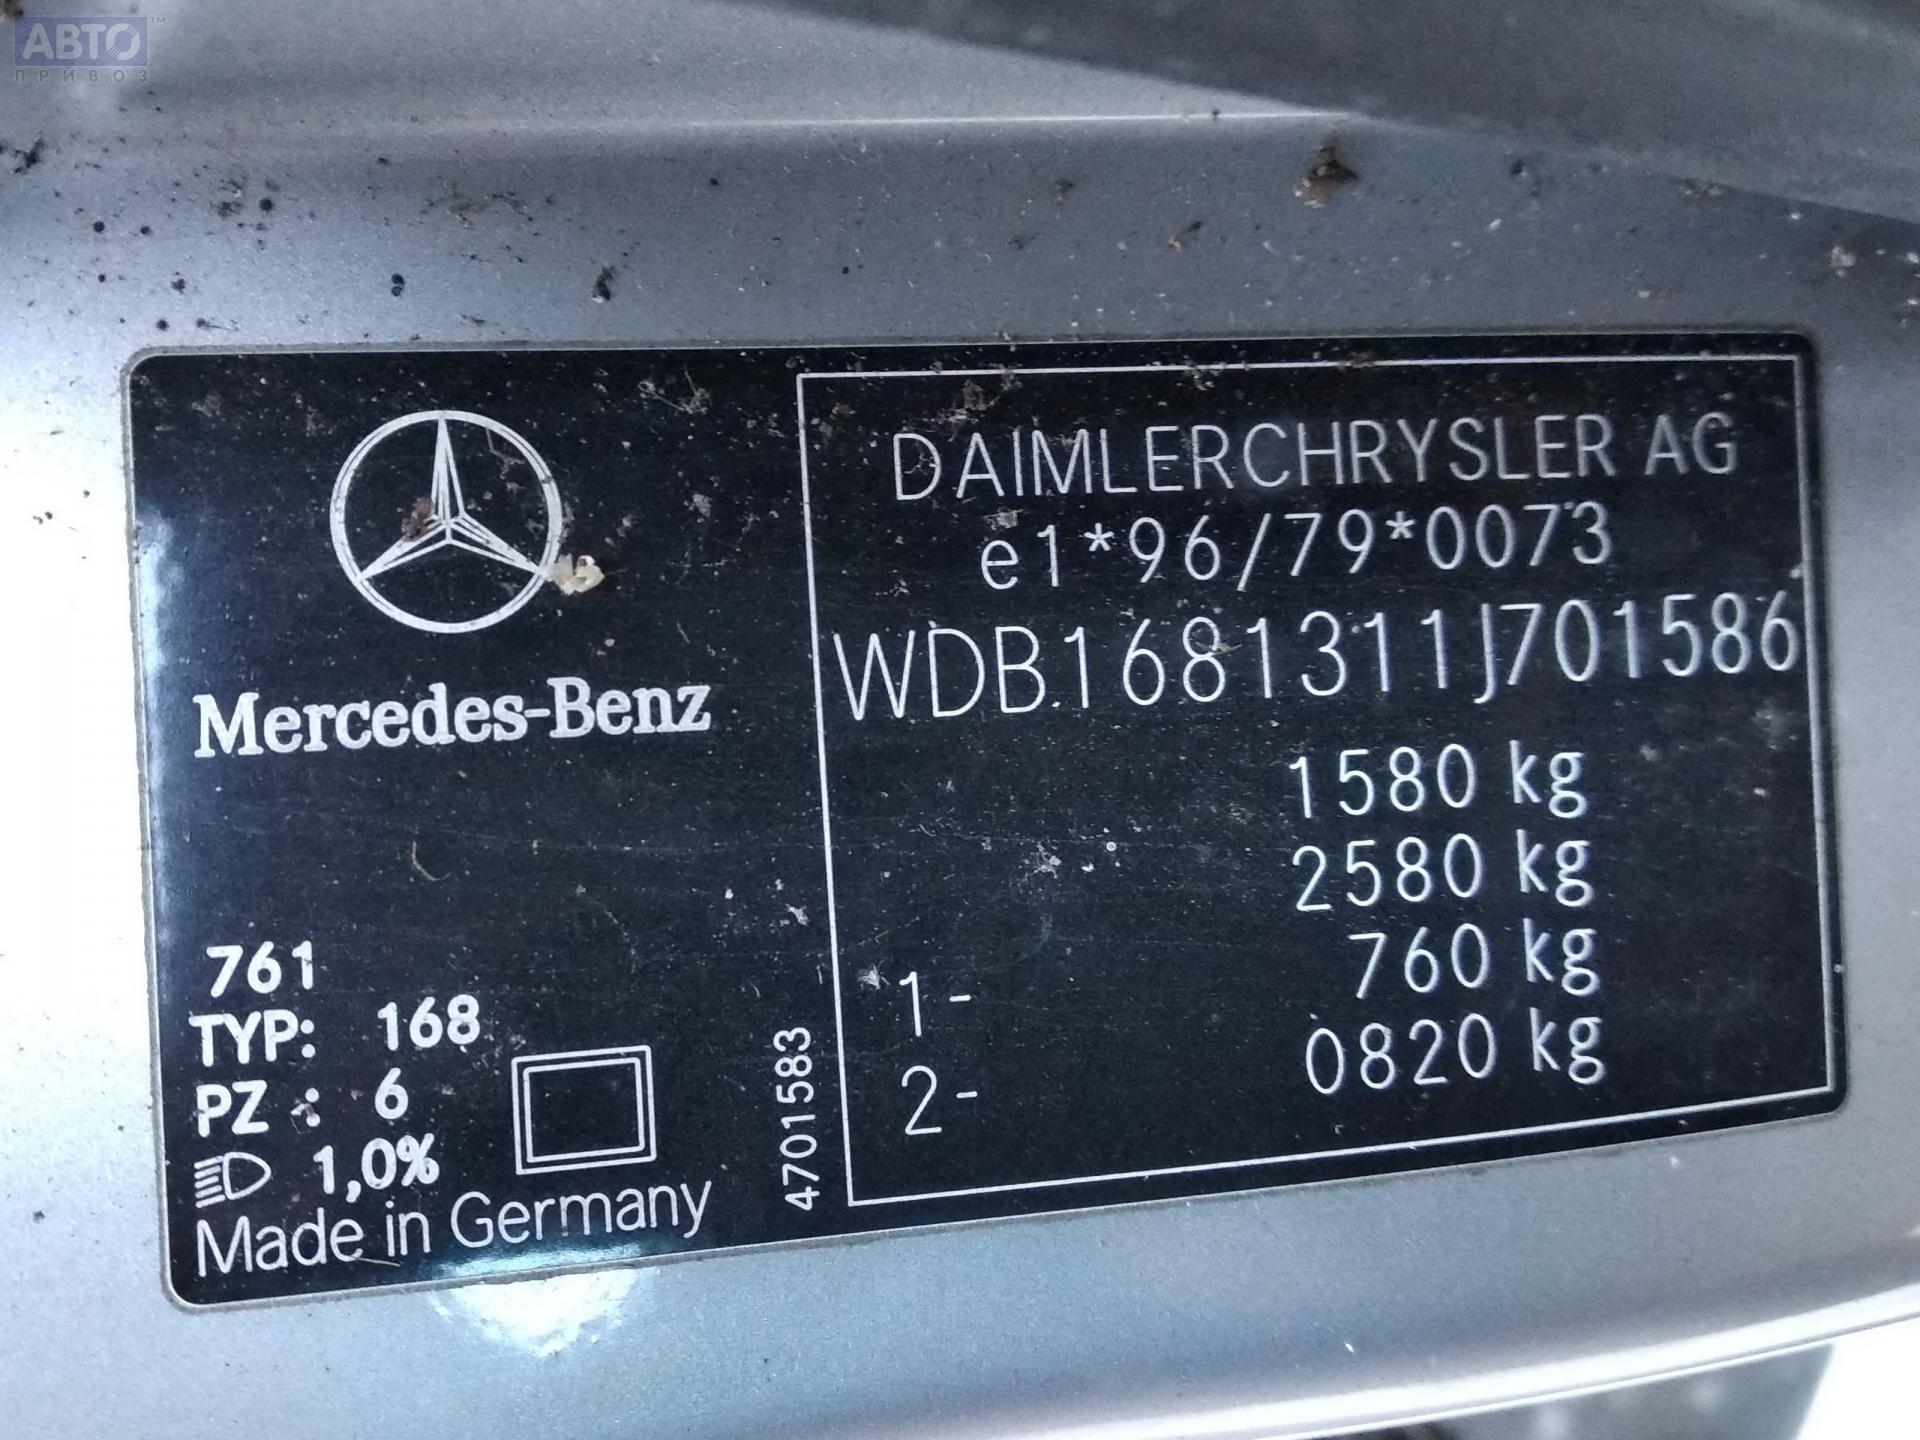 АВТО™
ПРИВОЗ
Mercedes-Benz
761
TYP: 168
PZ : 6
1,0%
Made in Germany
4701583
DAIMLERCHRYSLER AG
e1*96/79*0073
WDB1681311J701586
1580 kg
2580 kg
1- 760 kg
2- 0820 kg